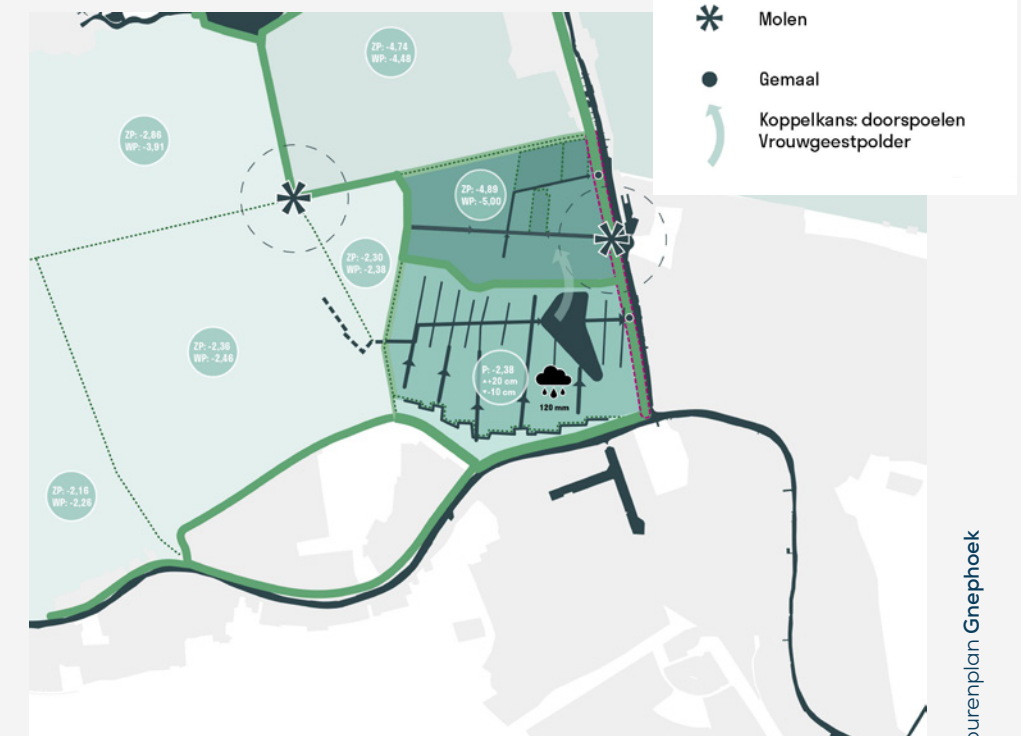 Molen
Gemaal
Koppelkans: doorspoelen
Vrouwgeestpolder
ZP: -4,74
WP: -4,48
ZP: -2,86
WP: -3,91
ZP: -4,89
WP: -5,00
ZP: -2,30
WP: -2,38
ZP: -2,36
WP: -2,46
P: -2,38
++20 cm
*-10 cm
120 mm
ZP: -2,16
WP: -2,26
ourenplan Gnephoek